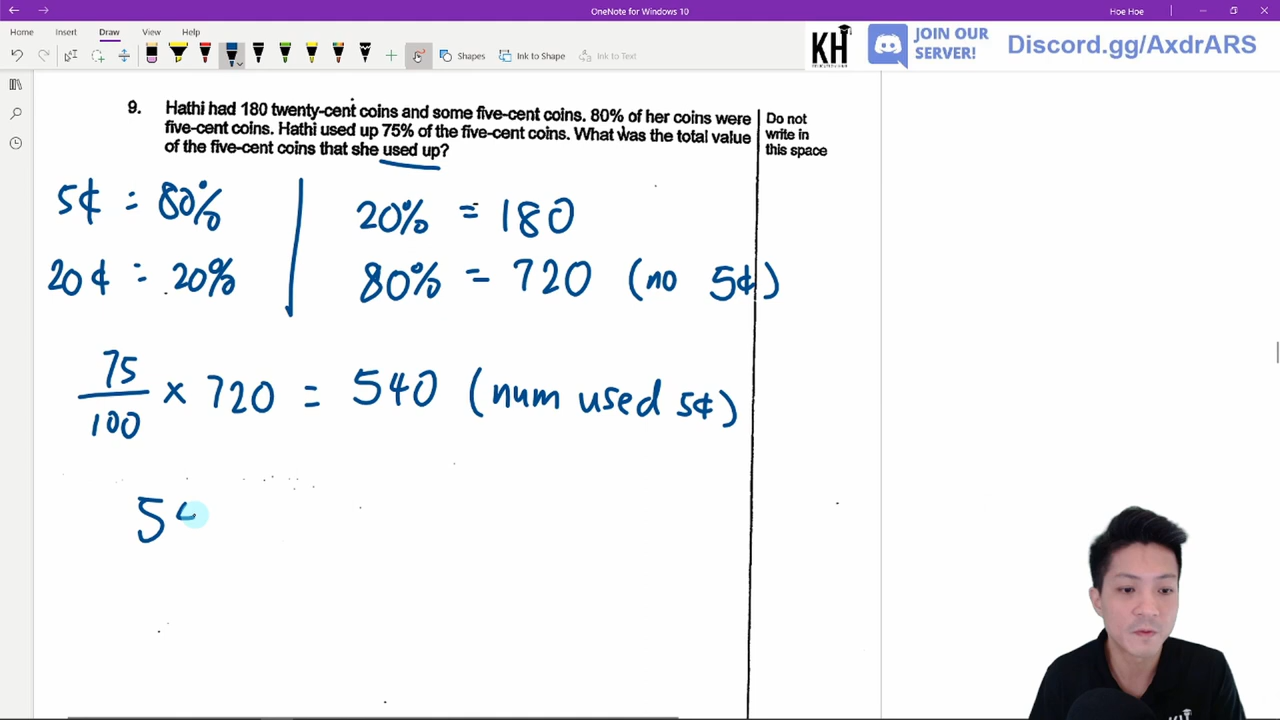 OneNote for Windows 10
Hoe Hoe
Home Insert Draw View Help
Shapes Ink to Shape Ink to Text
KH
JOIN OUR
SERVER!
Discord.gg/AxdrARS
9. Hathi had 180 twenty-cent coins and some five-cent coins. 80% of her coins were
five-cent coins. Hathi used up 75% of the five-cent coins. What was the total value
of the five-cent coins that she used up?
Do not
write in
this space
5¢ = 80%
20¢ = 20%
20% = 180
80% = 720 (no 5¢)
75/100 × 720 = 540 (num used 5¢)
54
KH